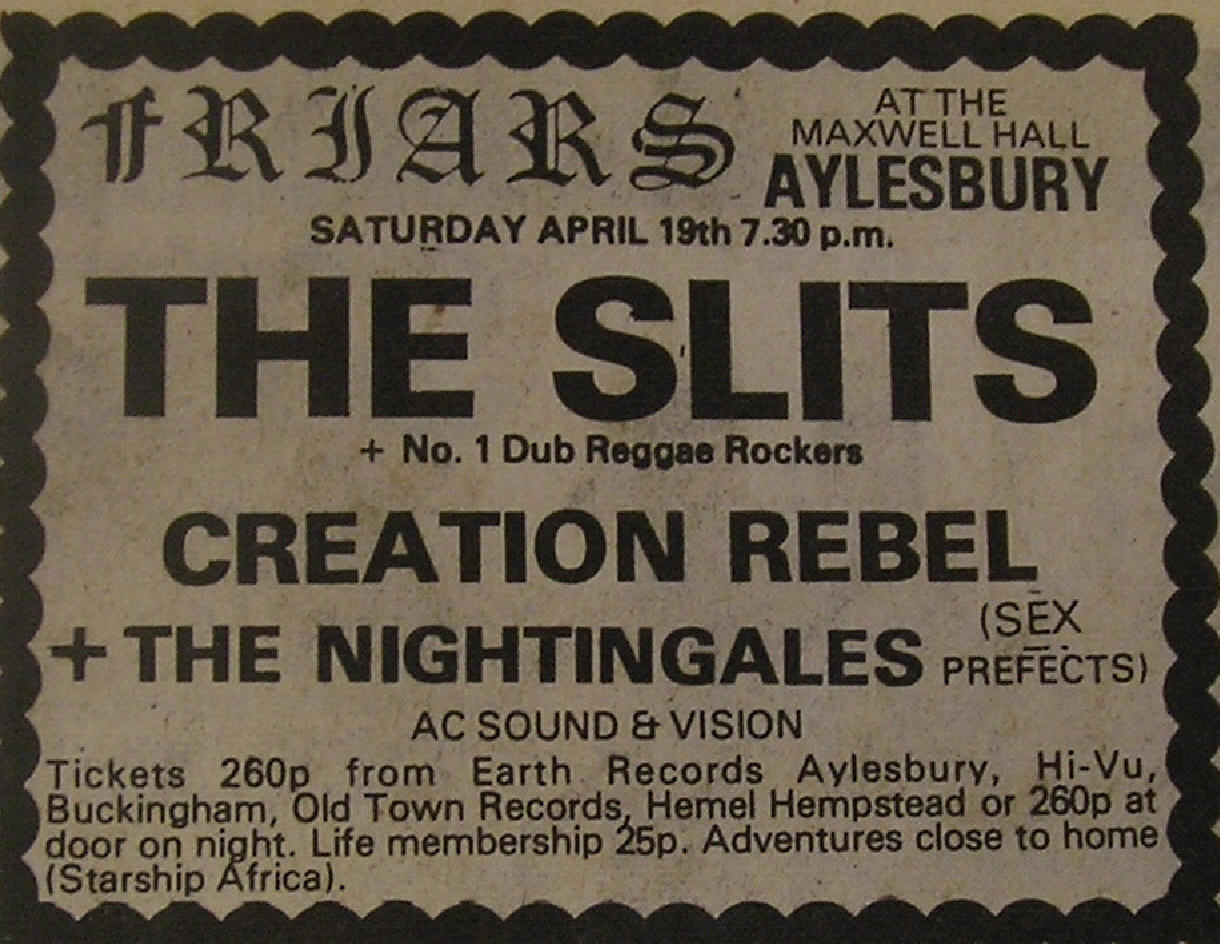 FRIARS
AT THE
MAXWELL HALL
AYLESBURY
SATURDAY APRIL 19th 7.30 p.m.
THE SLITS
+ No. 1 Dub Reggae Rockers
CREATION REBEL
+ THE NIGHTINGALES
(SEX
PREFECTS)
AC SOUND & VISION
Tickets 260p from Earth Records Aylesbury, Hi-Vu,
Buckingham, Old Town Records, Hemel Hempstead or 260p at
door on night. Life membership 25p. Adventures close to home
(Starship Africa).